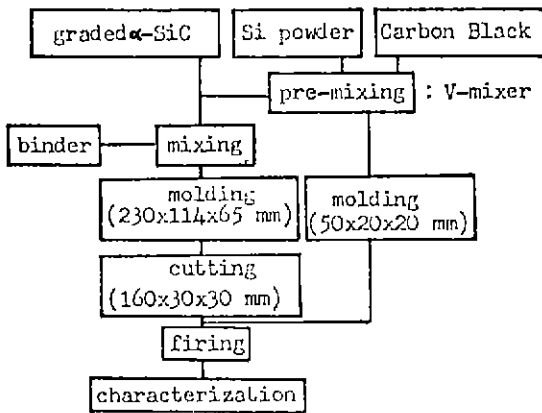 gradedα-SiC
Si powder
Carbon Black
pre-mixing : V-mixer
binder
mixing
molding
(230x114x65 mm)
molding
(50x20x20 mm)
cutting
(160x30x30 mm)
firing
characterization